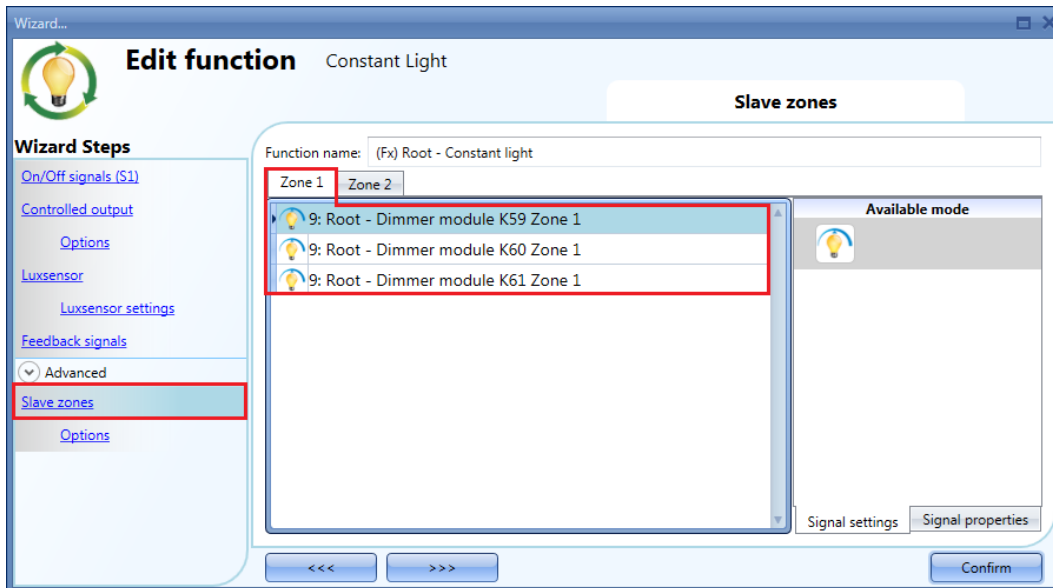 Wizard...
Edit function Constant Light
Slave zones
Wizard Steps
On/Off signals (S1)
Controlled output
Options
Luxsensor
Luxsensor settings
Feedback signals
Advanced
Slave zones
Options
Function name: (Fx) Root - Constant light
Zone 1 Zone 2
9: Root - Dimmer module K59 Zone 1
9: Root - Dimmer module K60 Zone 1
9: Root - Dimmer module K61 Zone 1
Available mode
Signal settings Signal properties
<<< >>> Confirm